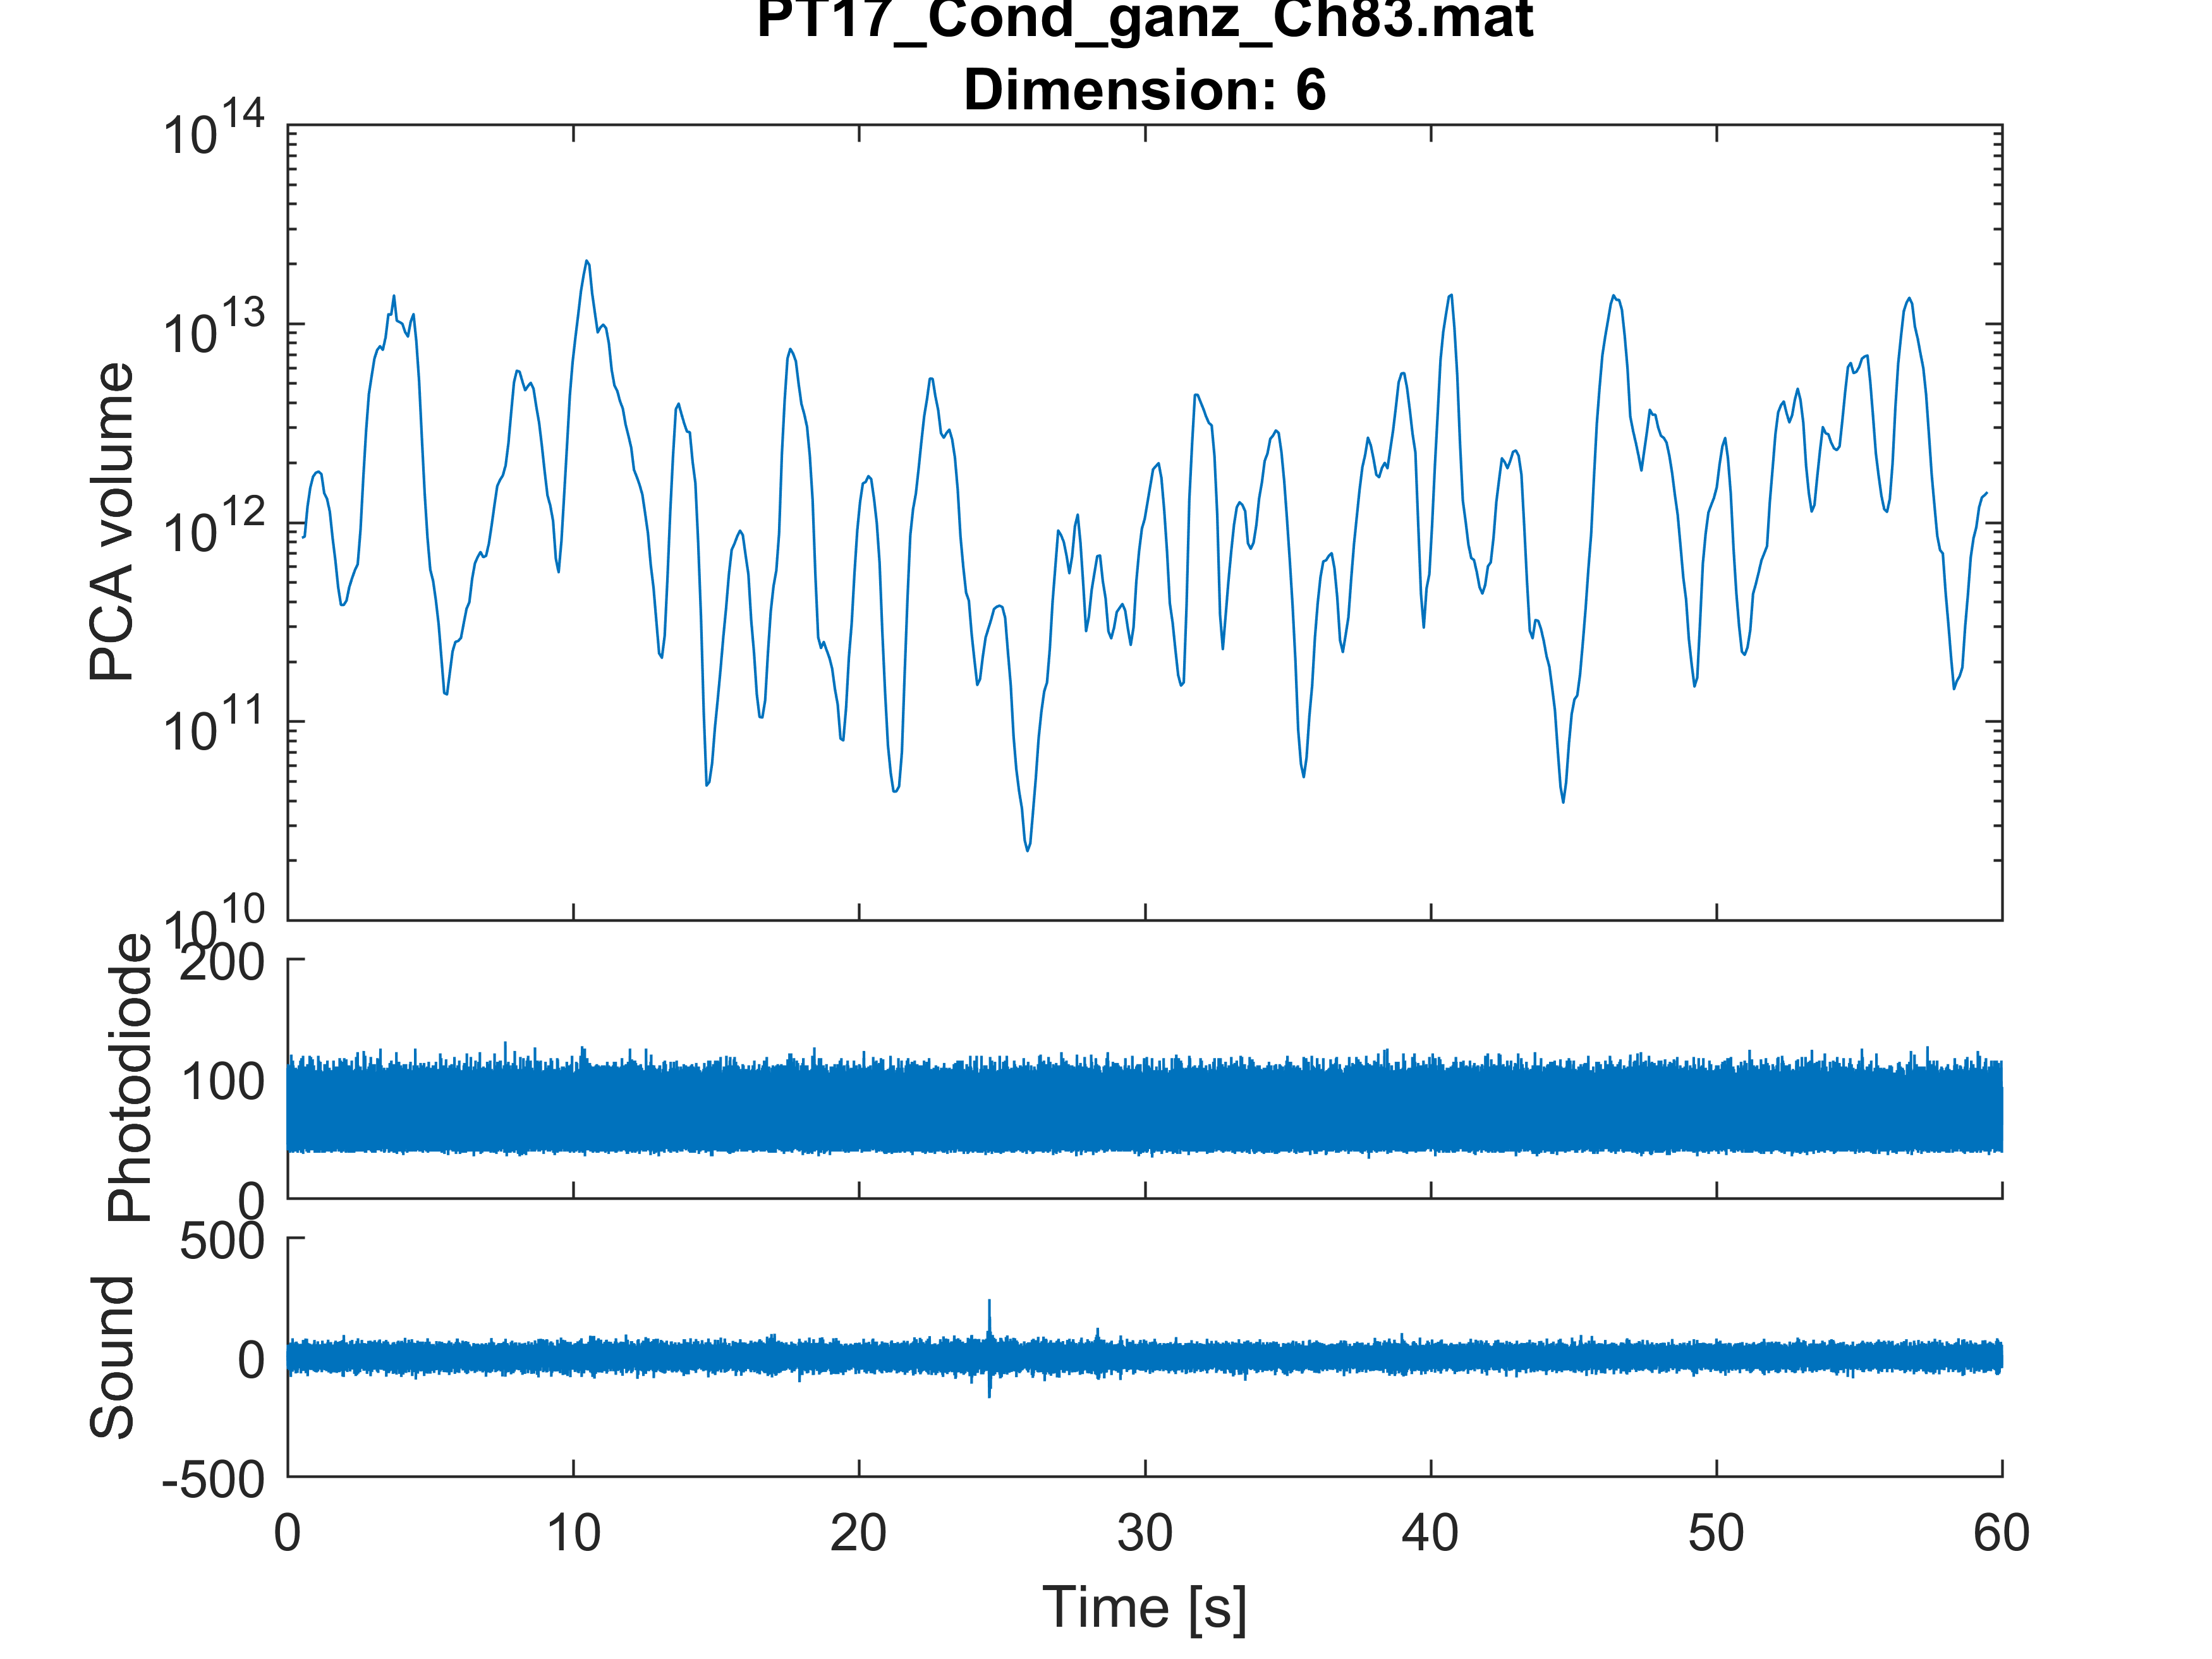 PT17_Cond_ganz_Ch83.mat
Dimension: 6
10^14
10^13
10^12
10^11
10^10
PCA volume
200
100
0
Photodiode
500
0
-500
Sound
0 10 20 30 40 50 60
Time [s]